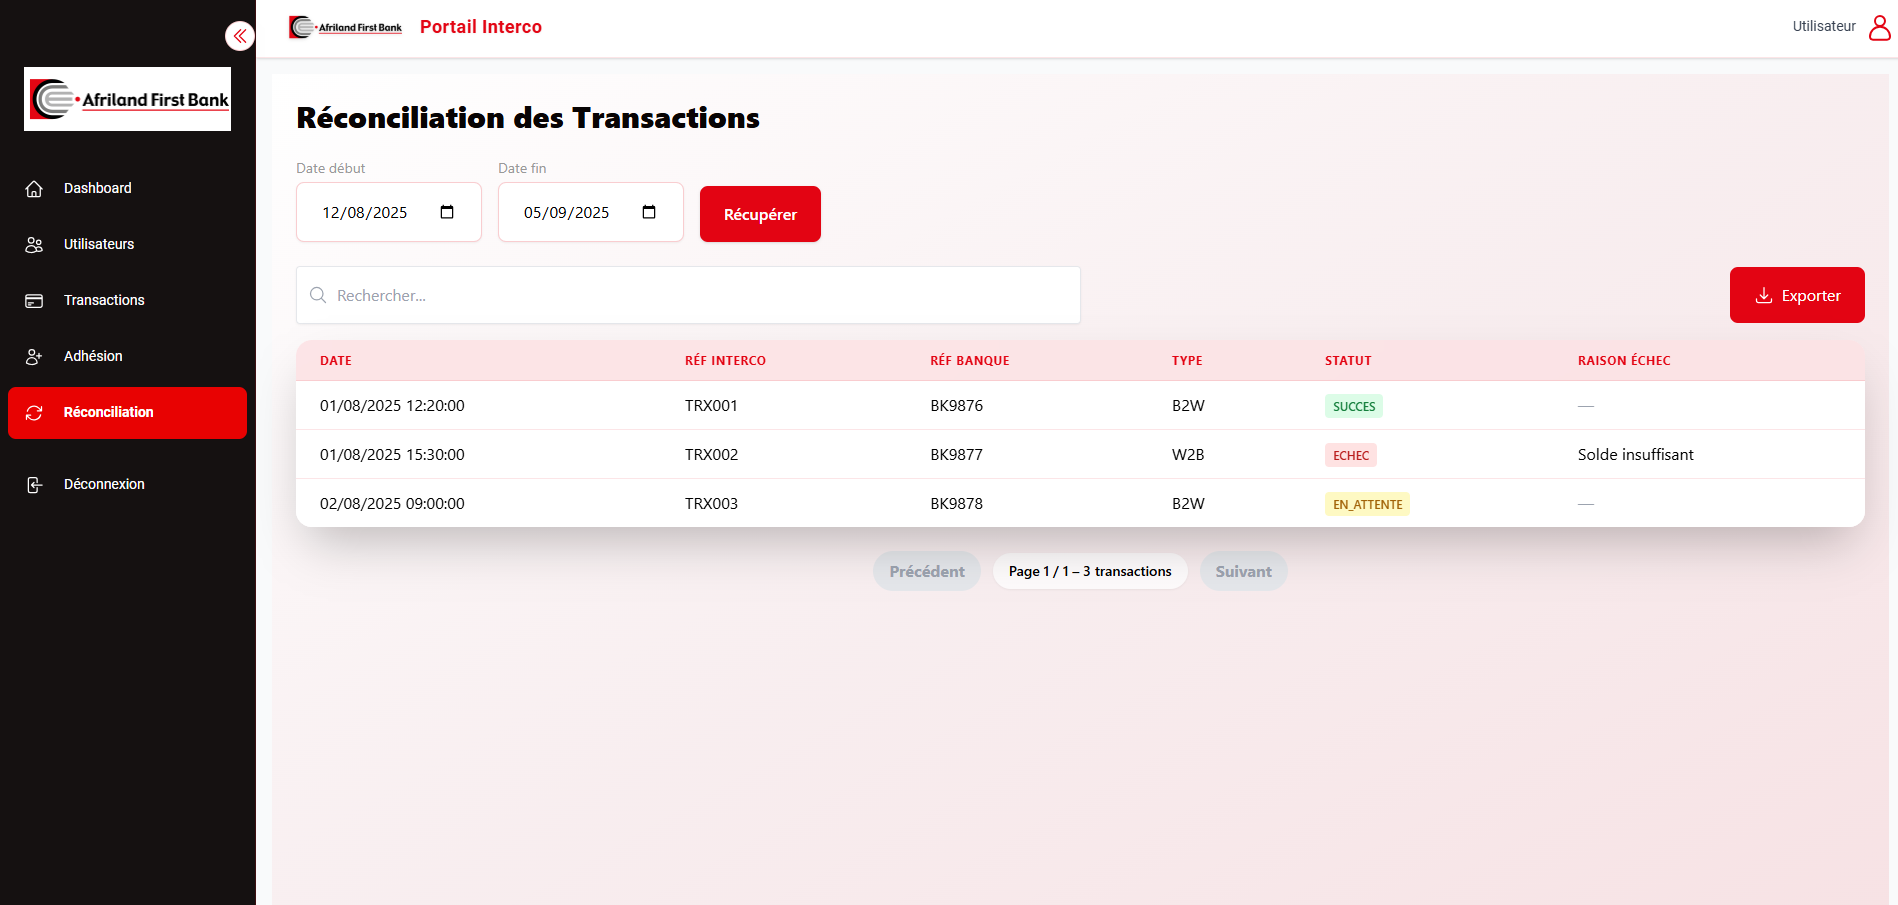 Afriland First Bank
Portail Interco
Utilisateur
Afriland First Bank
Dashboard
Utilisateurs
Transactions
Adhésion
Réconciliation
Déconnexion
Réconciliation des Transactions
Date début
Date fin
12/08/2025
05/09/2025
Récupérer
Rechercher...
Exporter
DATE RÉF INTERCO RÉF BANQUE TYPE STATUT RAISON ÉCHEC
01/08/2025 12:20:00 TRX001 BK9876 B2W SUCCES —
01/08/2025 15:30:00 TRX002 BK9877 W2B ECHEC Solde insuffisant
02/08/2025 09:00:00 TRX003 BK9878 B2W EN_ATTENTE —
Précédent
Page 1 / 1 – 3 transactions
Suivant